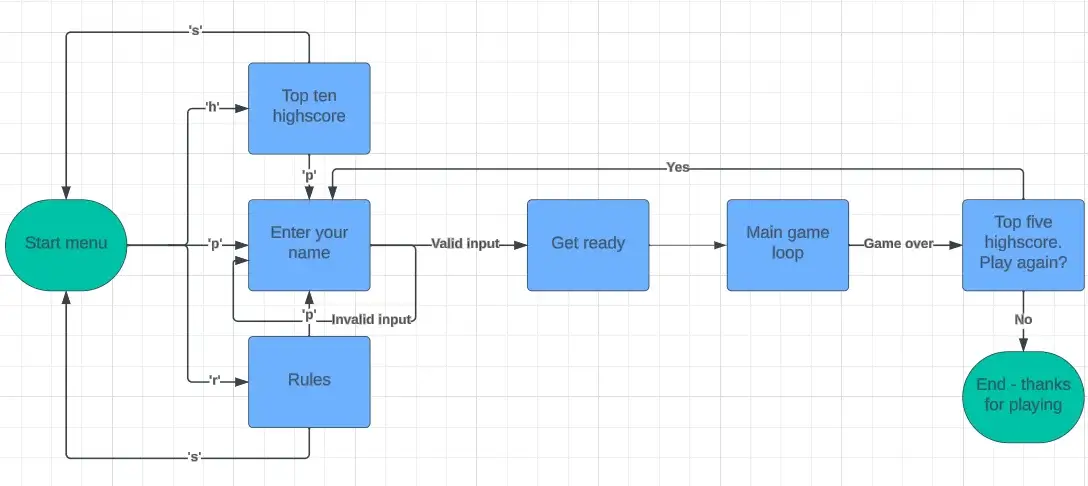 's'
Top ten
highscore
'h'
'p'
Yes
Start menu
'p'
Enter your
name
Valid input
Get ready
Main game
loop
Game over
Top five
highscore.
Play again?
'p'
Invalid input
No
'r'
Rules
End - thanks
for playing
's'